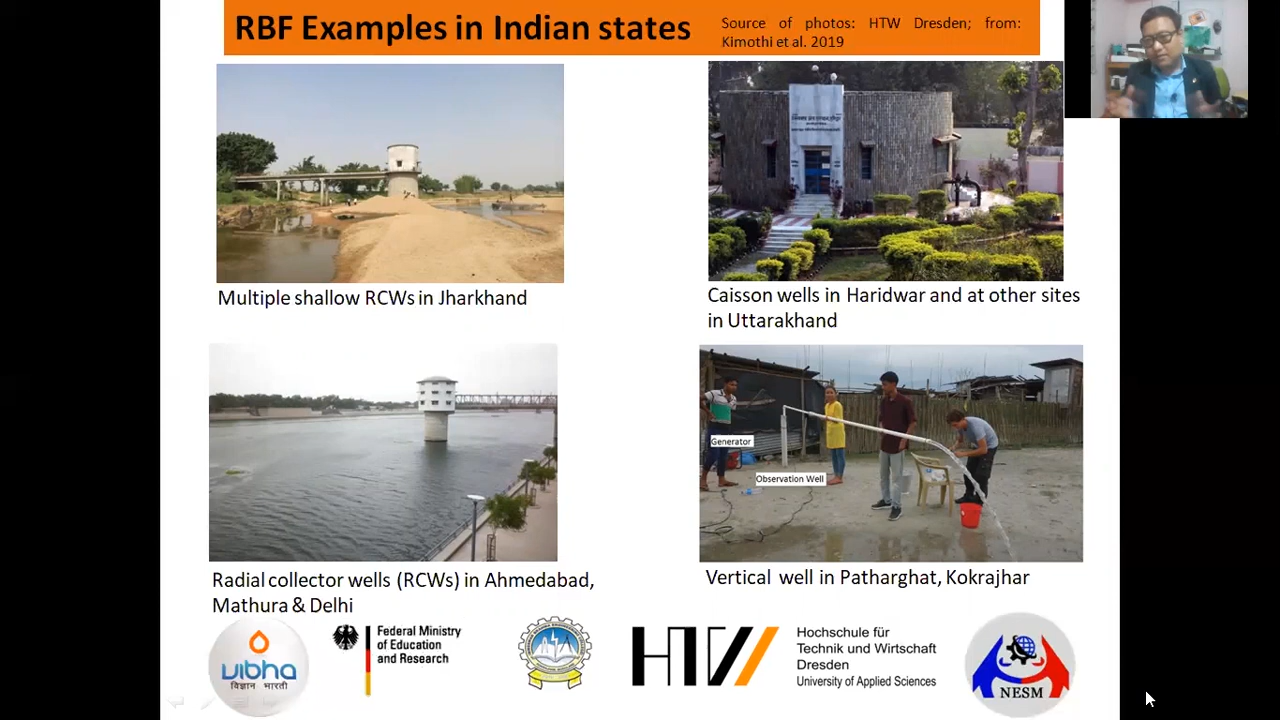 RBF Examples in Indian states
Source of photos: HTW Dresden; from:
Kimothi et al. 2019
Multiple shallow RCWs in Jharkhand
Caisson wells in Haridwar and at other sites
in Uttarakhand
Generator
Observation Well
Radial collector wells (RCWs) in Ahmedabad,
Mathura & Delhi
Vertical well in Patharghat, Kokrajhar
vibha
विज्ञान भारती
Federal Ministry
of Education
and Research
HTW
Hochschule für
Technik und Wirtschaft
Dresden
University of Applied Sciences
NESM